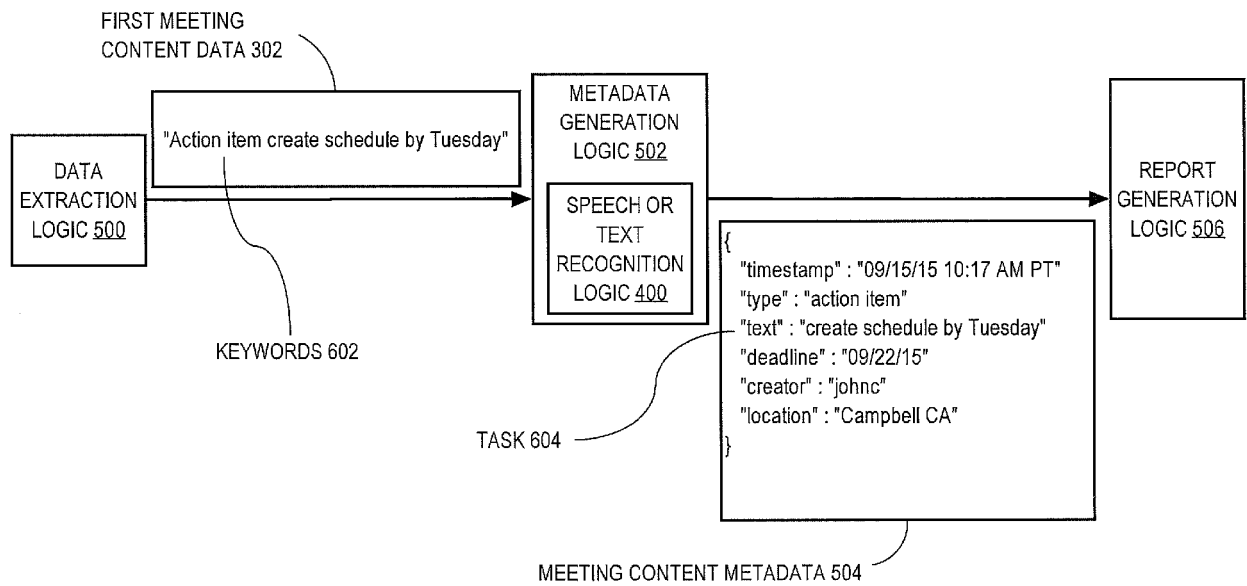 FIRST MEETING
CONTENT DATA 302
"Action item create schedule by Tuesday"
DATA
EXTRACTION
LOGIC 500
KEYWORDS 602
METADADA
GENERATION
LOGIC 502
SPEECH OR
TEXT
RECOGNITION
LOGIC 400
REPORT
GENERATION
LOGIC 506
{
"timestamp" : "09/15/15 10:17 AM PT"
"type" : "action item"
"text" : "create schedule by Tuesday"
"deadline" : "09/22/15"
"creator" : "johnc"
"location" : "Campbell CA"
}
TASK 604
MEETING CONTENT METADATA 504